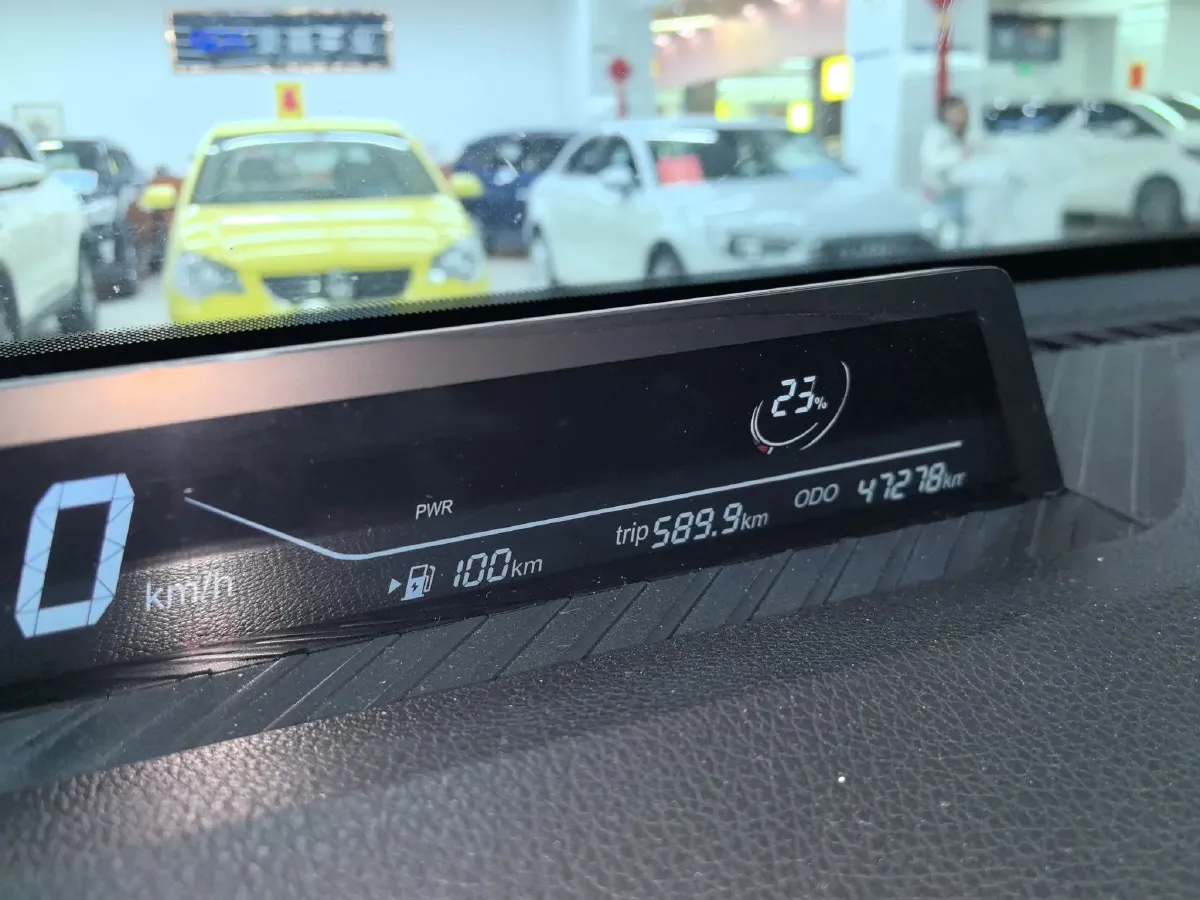 23%
PWR
0 km/h
100km
trip 589.9km
ODO 47278km